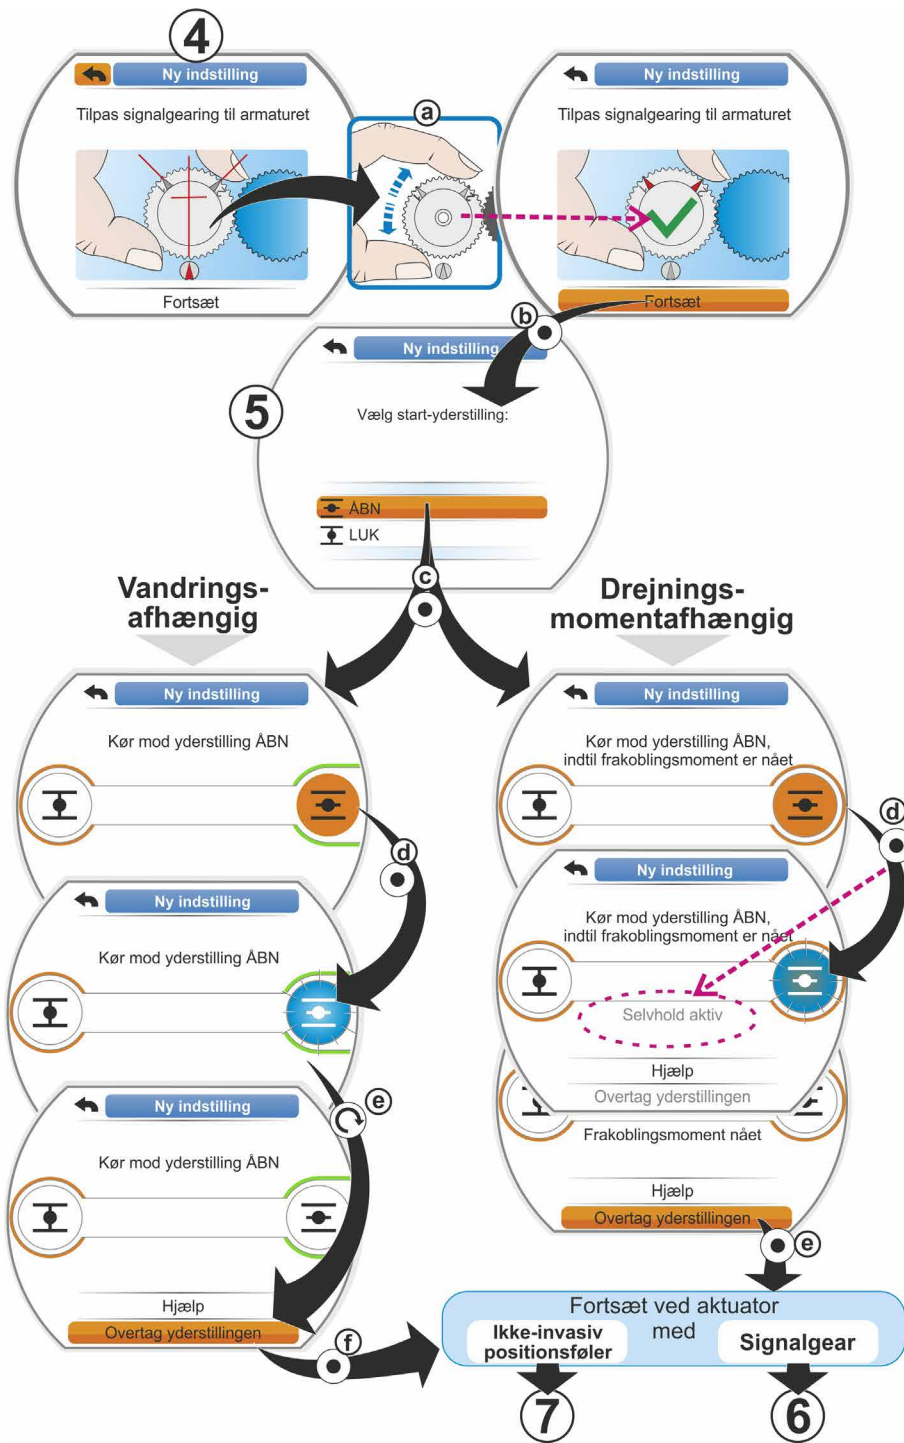 4
Ny indstilling
Tilpas signalgearing til armaturet
Fortsæt
a
Ny indstilling
Tilpas signalgearing til armaturet
Fortsæt
b
5
Ny indstilling
Vælg start-yderstilling:
ÅBN
LUK
c
Vandrings-
afhængig
Ny indstilling
Kør mod yderstilling ÅBN
d
Ny indstilling
Kør mod yderstilling ÅBN
e
Ny indstilling
Kør mod yderstilling ÅBN
Hjælp
Overtag yderstillingen
f
Drejnings-
momentafhængig
Ny indstilling
Kør mod yderstilling ÅBN,
indtil frakoblingsmoment er nået
d
Ny indstilling
Kør mod yderstilling ÅBN,
indtil frakoblingsmoment er nået
Selvhold aktiv
Hjælp
Overtag yderstillingen
Frakoblingsmoment nået
Hjælp
Overtag yderstillingen
e
Fortsæt ved aktuator
med
Ikke-invasiv
positionsføler
Signalgear
7
6